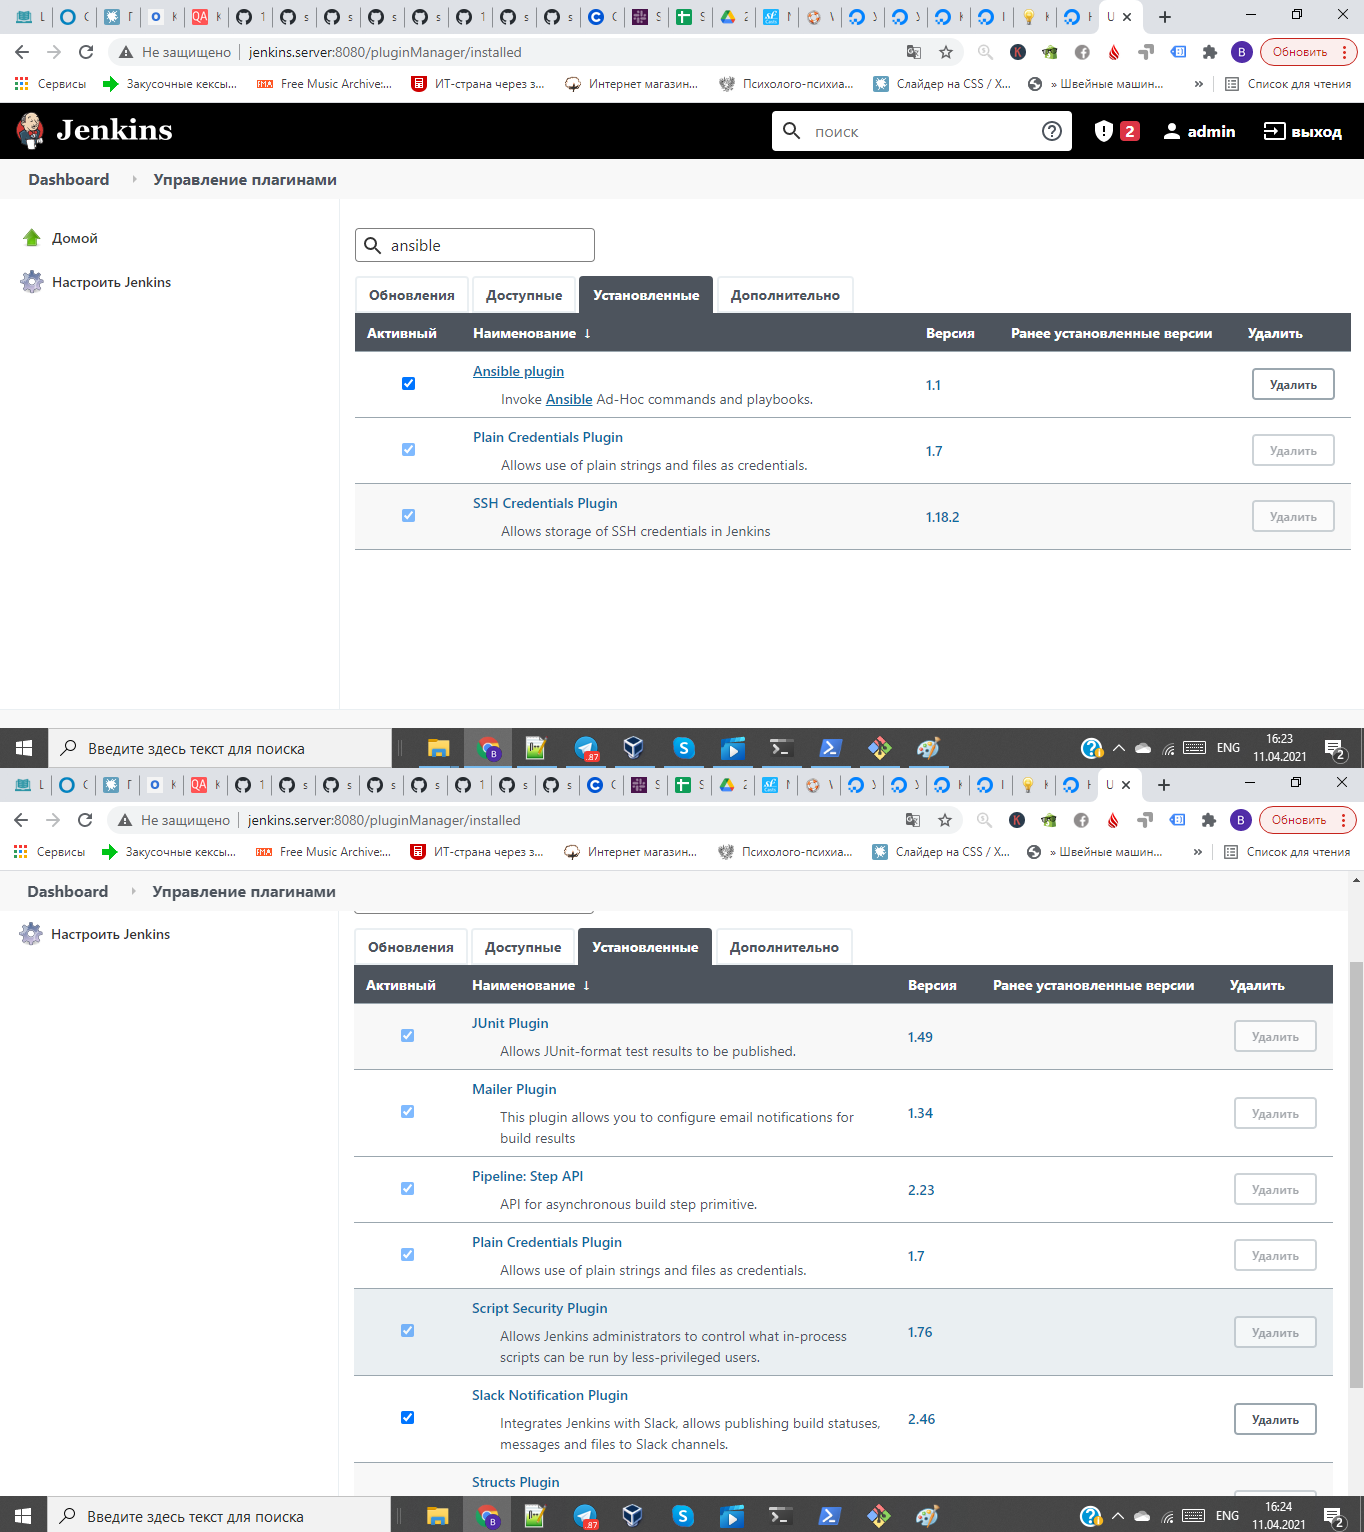 Не защищено
jenkins.server:8080/pluginManager/installed
B
Обновить
Сервисы
Закусочные кексы...
Free Music Archive:...
ИТ-страна через з...
Интернет магазин...
Психолого-психиа...
Слайдер на CSS / X...
» Швейные машин...
»
Список для чтения
Jenkins
поиск
2
admin
выход
Dashboard
Управление плагинами
Домой
Настроить Jenkins
ansible
Обновления
Доступные
Установленные
Дополнительно
Активный
Наименование ↓
Версия
Ранее установленные версии
Удалить
Ansible plugin
Invoke Ansible Ad-Hoc commands and playbooks.
1.1
Удалить
Plain Credentials Plugin
Allows use of plain strings and files as credentials.
1.7
Удалить
SSH Credentials Plugin
Allows storage of SSH credentials in Jenkins
1.18.2
Удалить
Введите здесь текст для поиска
ENG
16:23
11.04.2021
2
Не защищено
jenkins.server:8080/pluginManager/installed
B
Обновить
Сервисы
Закусочные кексы...
Free Music Archive:...
ИТ-страна через з...
Интернет магазин...
Психолого-психиа...
Слайдер на CSS / X...
» Швейные машин...
»
Список для чтения
Dashboard
Управление плагинами
Настроить Jenkins
Обновления
Доступные
Установленные
Дополнительно
Активный
Наименование ↓
Версия
Ранее установленные версии
Удалить
JUnit Plugin
Allows JUnit-format test results to be published.
1.49
Удалить
Mailer Plugin
This plugin allows you to configure email notifications for
build results
1.34
Удалить
Pipeline: Step API
API for asynchronous build step primitive.
2.23
Удалить
Plain Credentials Plugin
Allows use of plain strings and files as credentials.
1.7
Удалить
Script Security Plugin
Allows Jenkins administrators to control what in-process
scripts can be run by less-privileged users.
1.76
Удалить
Slack Notification Plugin
Integrates Jenkins with Slack, allows publishing build statuses,
messages and files to Slack channels.
2.46
Удалить
Structs Plugin
Введите здесь текст для поиска
ENG
16:24
11.04.2021
2